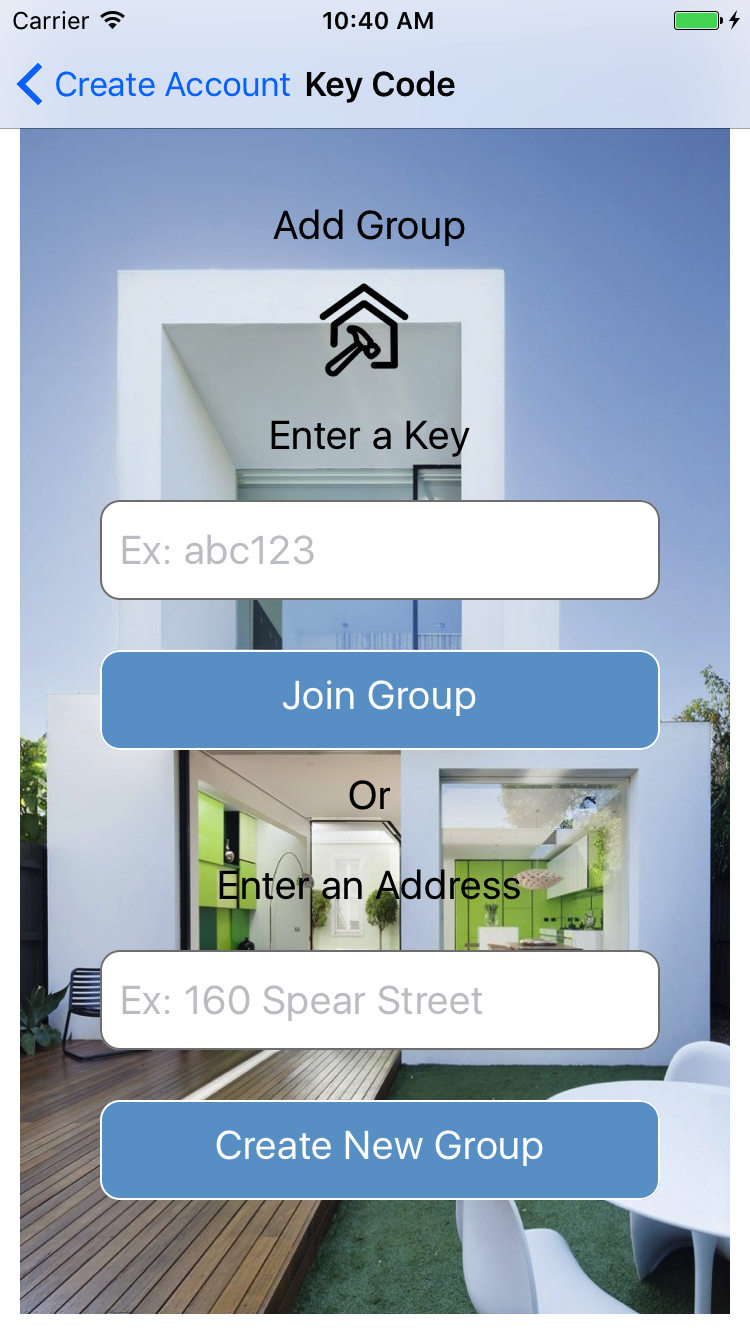 Carrier 10:40 AM
Create Account Key Code
Add Group
Enter a Key
Ex: abc123
Join Group
Or
Enter an Address
Ex: 160 Spear Street
Create New Group